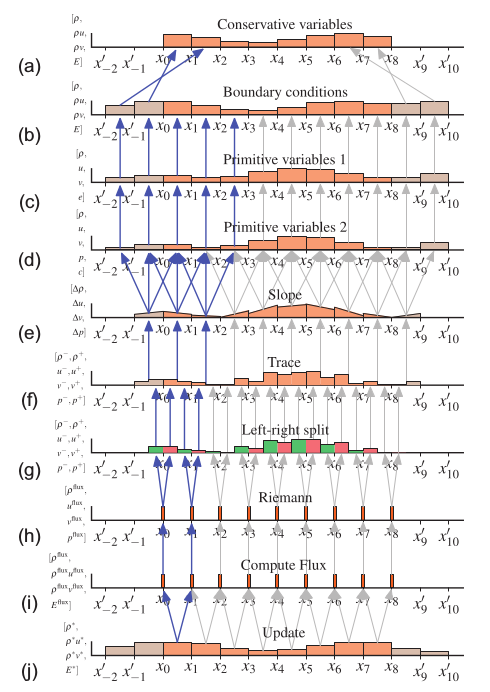 [ρ,
ρu,
ρv,
E]
Conservative variables
(a)
x′₋₂ x′₋₁ x₀ x₁ x₂ x₃ x₄ x₅ x₆ x₇ x₈ x′₉ x′₁₀
[ρ,
ρu,
ρv,
E]
Boundary conditions
(b)
x′₋₂ x′₋₁ x₀ x₁ x₂ x₃ x₄ x₅ x₆ x₇ x₈ x′₉ x′₁₀
[ρ,
u,
v,
e]
Primitive variables 1
(c)
x′₋₂ x′₋₁ x₀ x₁ x₂ x₃ x₄ x₅ x₆ x₇ x₈ x′₉ x′₁₀
[ρ,
u,
v,
p,
c]
Primitive variables 2
(d)
x′₋₂ x′₋₁ x₀ x₁ x₂ x₃ x₄ x₅ x₆ x₇ x₈ x′₉ x′₁₀
[Δρ,
Δu,
Δv,
Δp]
Slope
(e)
x′₋₂ x′₋₁ x₀ x₁ x₂ x₃ x₄ x₅ x₆ x₇ x₈ x′₉ x′₁₀
[ρ⁻, ρ⁺,
u⁻, u⁺,
v⁻, v⁺,
p⁻, p⁺]
Trace
(f)
x′₋₂ x′₋₁ x₀ x₁ x₂ x₃ x₄ x₅ x₆ x₇ x₈ x′₉ x′₁₀
[ρ⁻, ρ⁺,
u⁻, u⁺,
v⁻, v⁺,
p⁻, p⁺]
Left-right split
(g)
x′₋₂ x′₋₁ x₀ x₁ x₂ x₃ x₄ x₅ x₆ x₇ x₈ x′₉ x′₁₀
[ρᶠˡᵘˣ,
uᶠˡᵘˣ,
vᶠˡᵘˣ,
pᶠˡᵘˣ]
Riemann
(h)
x′₋₂ x′₋₁ x₀ x₁ x₂ x₃ x₄ x₅ x₆ x₇ x₈ x′₉ x′₁₀
[ρᶠˡᵘˣ,
ρᶠˡᵘˣuᶠˡᵘˣ,
ρᶠˡᵘˣvᶠˡᵘˣ,
Eᶠˡᵘˣ]
Compute Flux
(i)
x′₋₂ x′₋₁ x₀ x₁ x₂ x₃ x₄ x₅ x₆ x₇ x₈ x′₉ x′₁₀
[ρ*,
ρ*u*,
ρ*v*,
E*]
Update
(j)
x′₋₂ x′₋₁ x₀ x₁ x₂ x₃ x₄ x₅ x₆ x₇ x₈ x′₉ x′₁₀